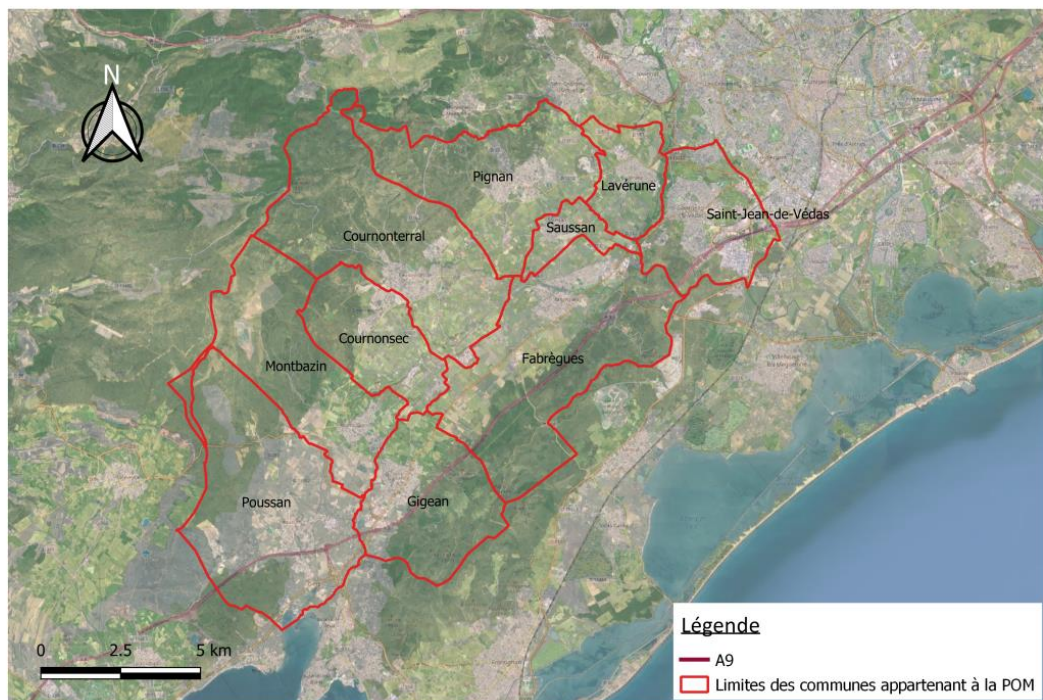 N
Pignan
Lavérune
Saint-Jean-de-Védas
Saussan
Cournonterral
Cournonsec
Fabrègues
Montbazin
Poussan
Gigean
0 2.5 5 km
Légende
A9
Limites des communes appartenant à la POM